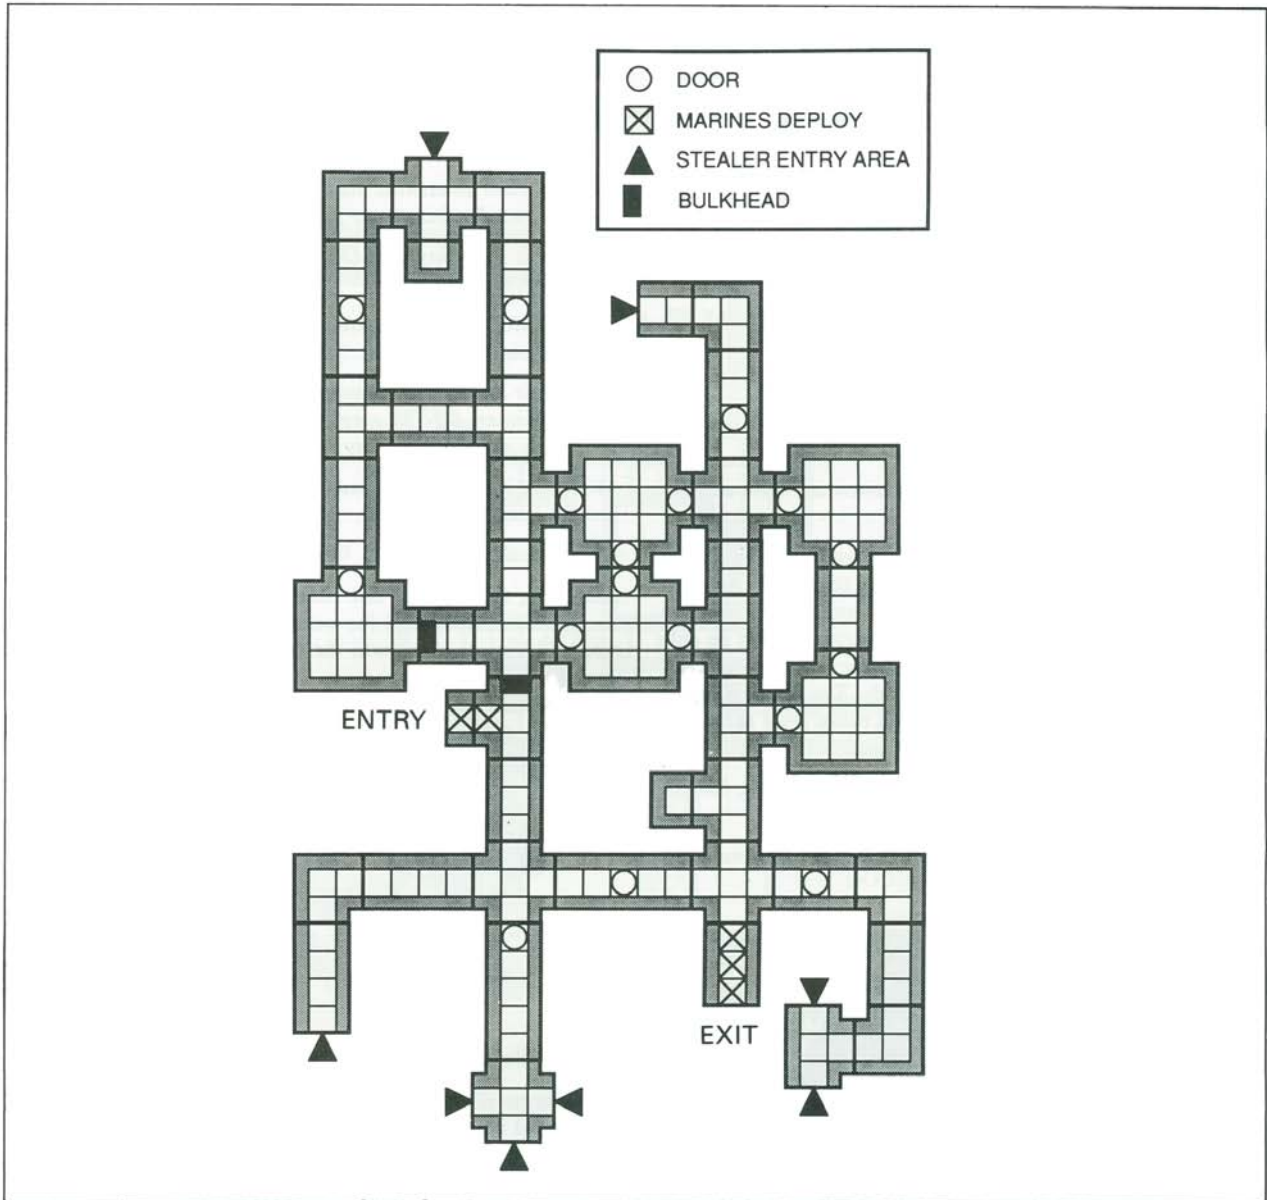 DOOR
MARINES DEPLOY
STEALER ENTRY AREA
BULKHEAD
ENTRY
EXIT